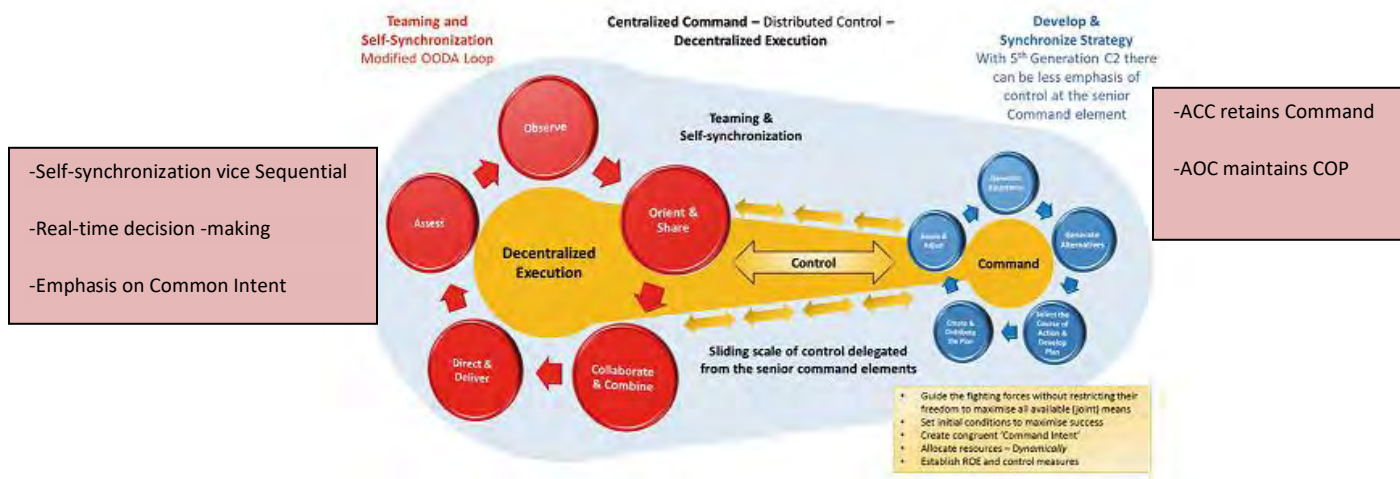 Teaming and
Self-Synchronization
Modified OODA Loop
Centralized Command – Distributed Control –
Decentralized Execution
Develop &
Synchronize Strategy
With 5th Generation C2 there
can be less emphasis of
control at the senior
Command element
-Self-synchronization vice Sequential
-Real-time decision -making
-Emphasis on Common Intent
-ACC retains Command
-AOC maintains COP
Teaming &
Self-synchronization
Observe
Orient &
Share
Collaborate
& Combine
Direct &
Deliver
Assess
Decentralized
Execution
Control
Command
Generate
Generate
Alternatives
Select the
Course of
Action &
Develop
Plan
Create &
the Plan
Assess &
Adjust
Sliding scale of control delegated
from the senior command elements
• Guide the fighting forces without restricting their
freedom to maximise all available (joint) means
• Set initial conditions to maximise success
• Create congruent 'Command Intent'
• Allocate resources – Dynamically
• Establish ROE and control measures